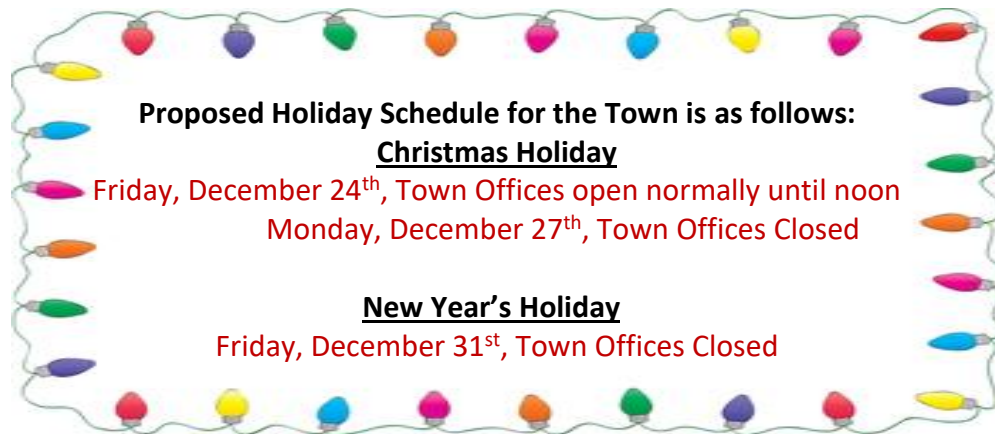 Proposed Holiday Schedule for the Town is as follows:
Christmas Holiday
Friday, December 24th, Town Offices open normally until noon
Monday, December 27th, Town Offices Closed
New Year’s Holiday
Friday, December 31st, Town Offices Closed